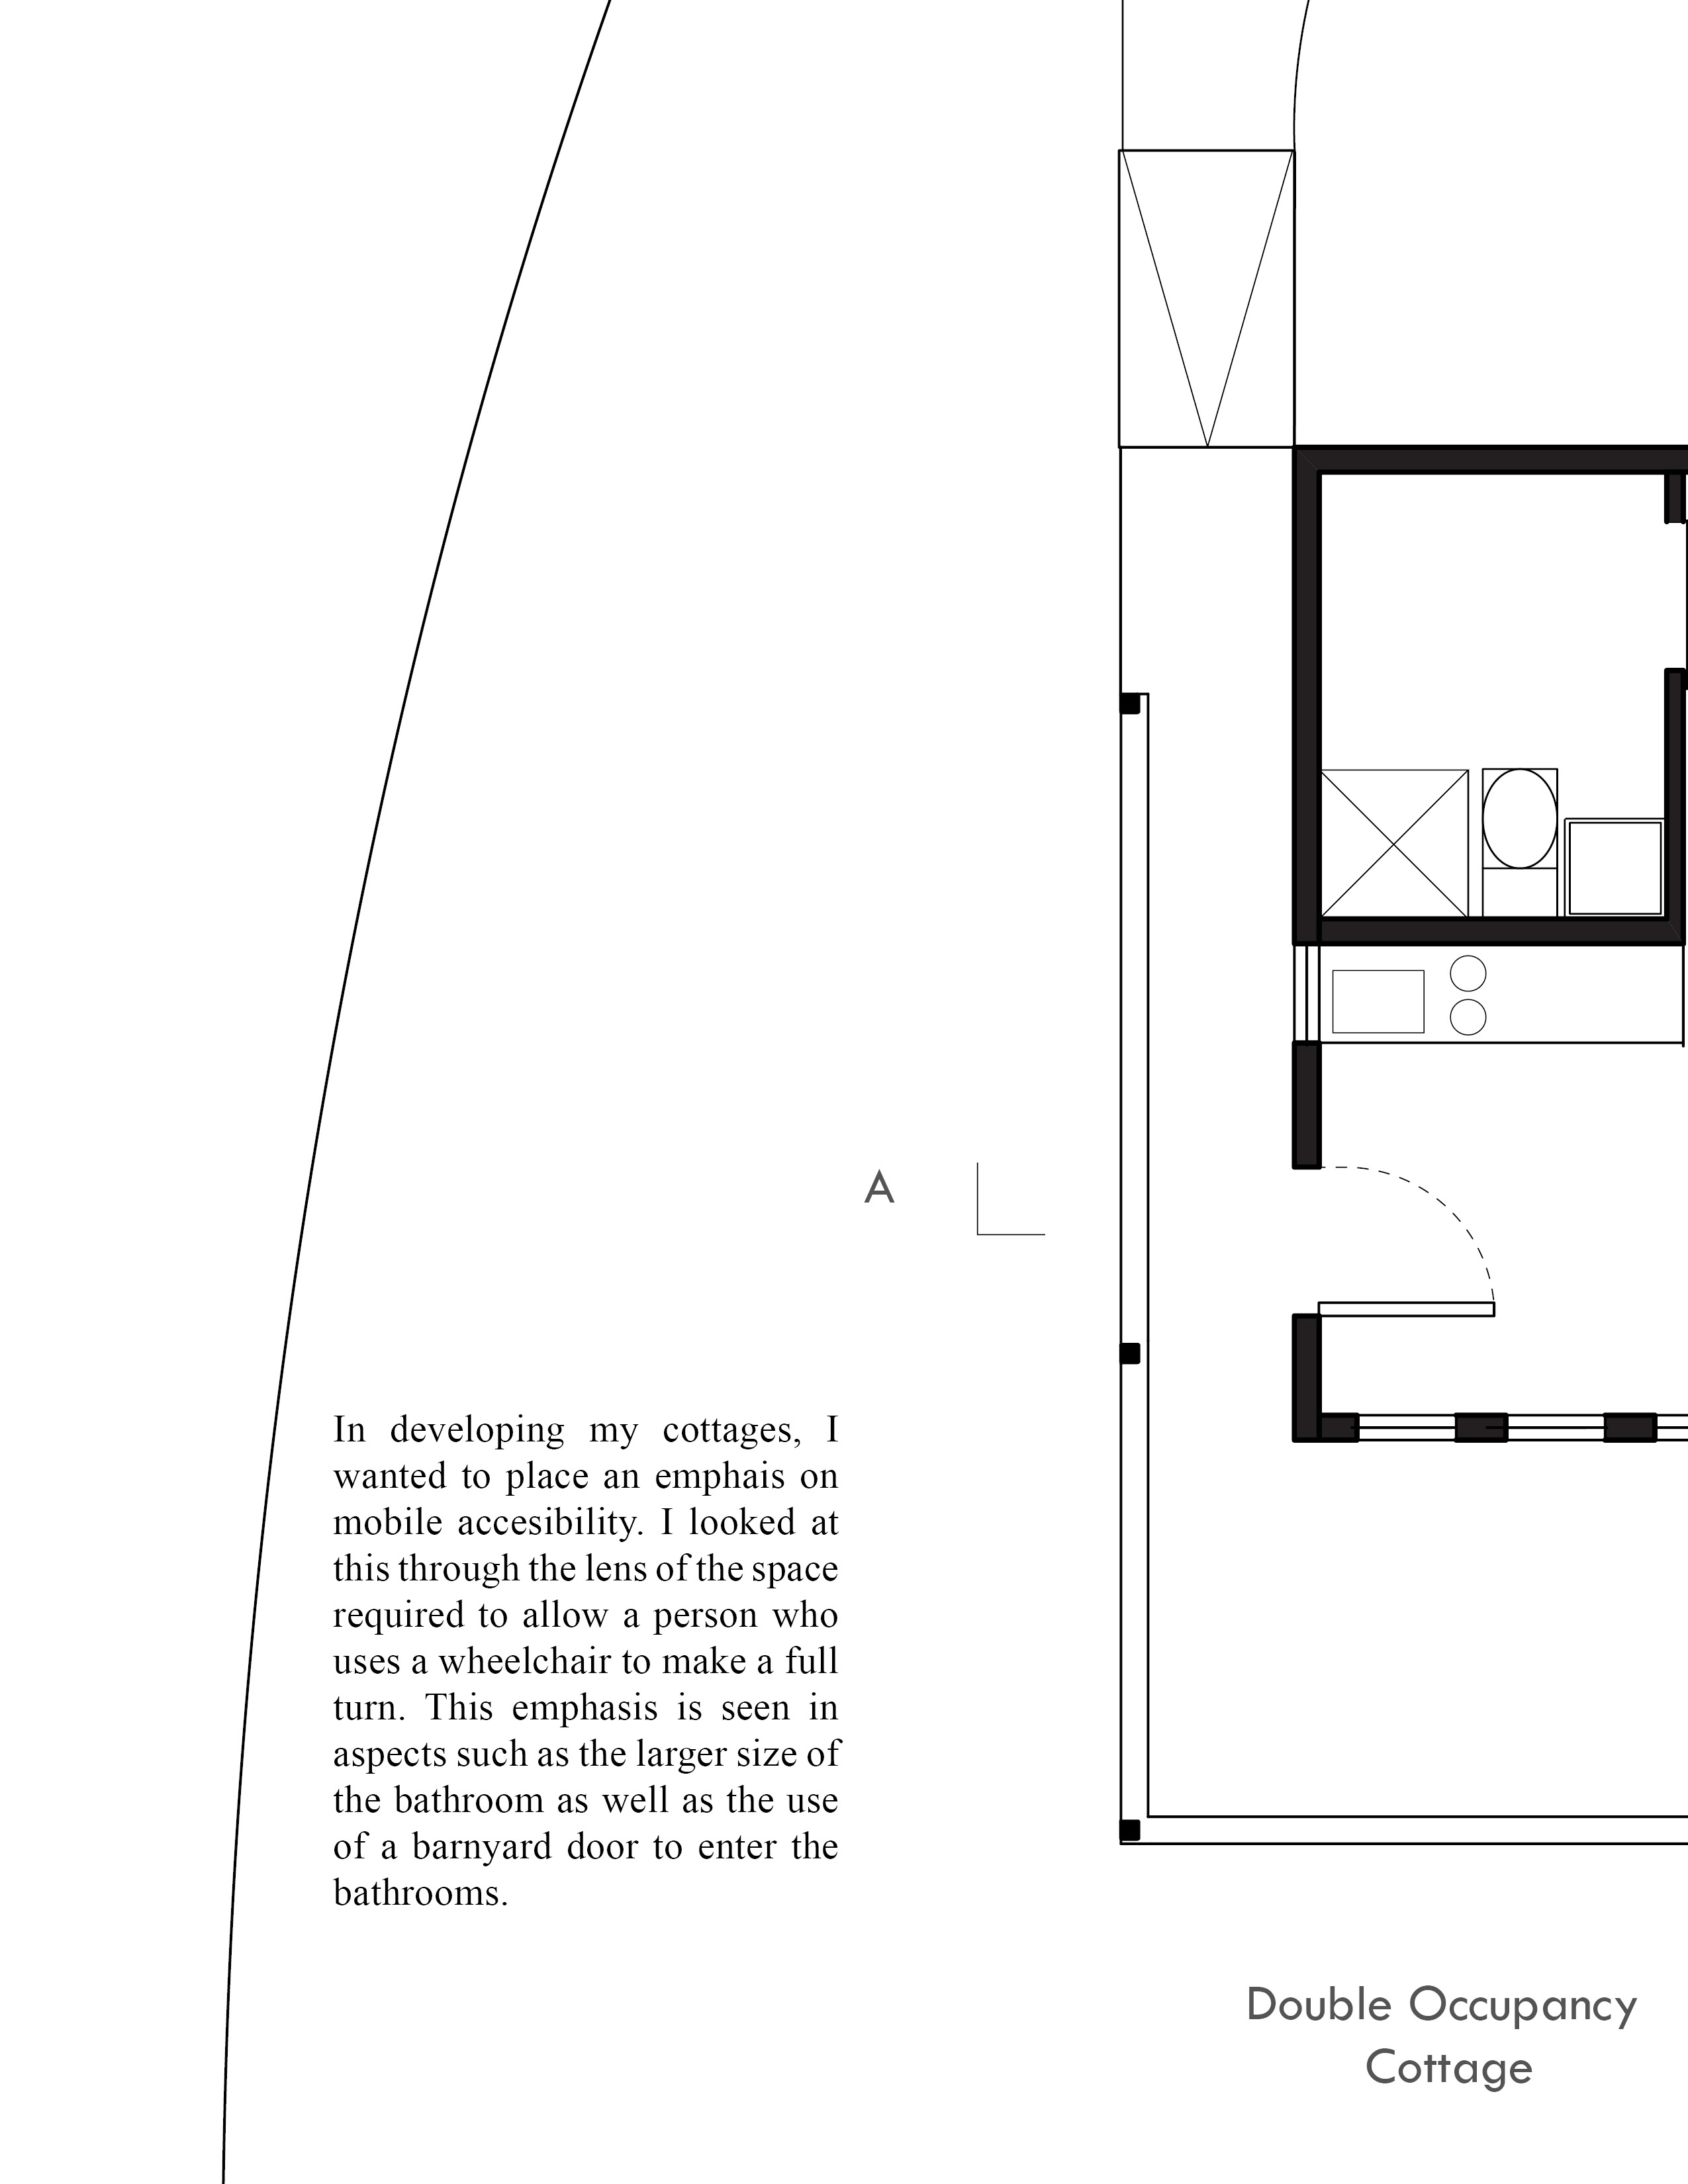 A
In developing my cottages, I
wanted to place an emphais on
mobile accesibility. I looked at
this through the lens of the space
required to allow a person who
uses a wheelchair to make a full
turn. This emphasis is seen in
aspects such as the larger size of
the bathroom as well as the use
of a barnyard door to enter the
bathrooms.
Double Occupancy
Cottage